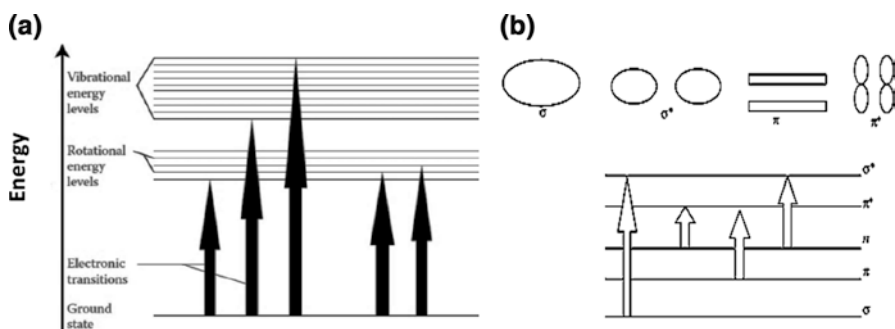 (a)
Energy
Vibrational
energy
levels
Rotational
energy
levels
Electronic
transitions
Ground
state
(b)
σ
σ*
π
π*
σ*
π*
n
π
σ